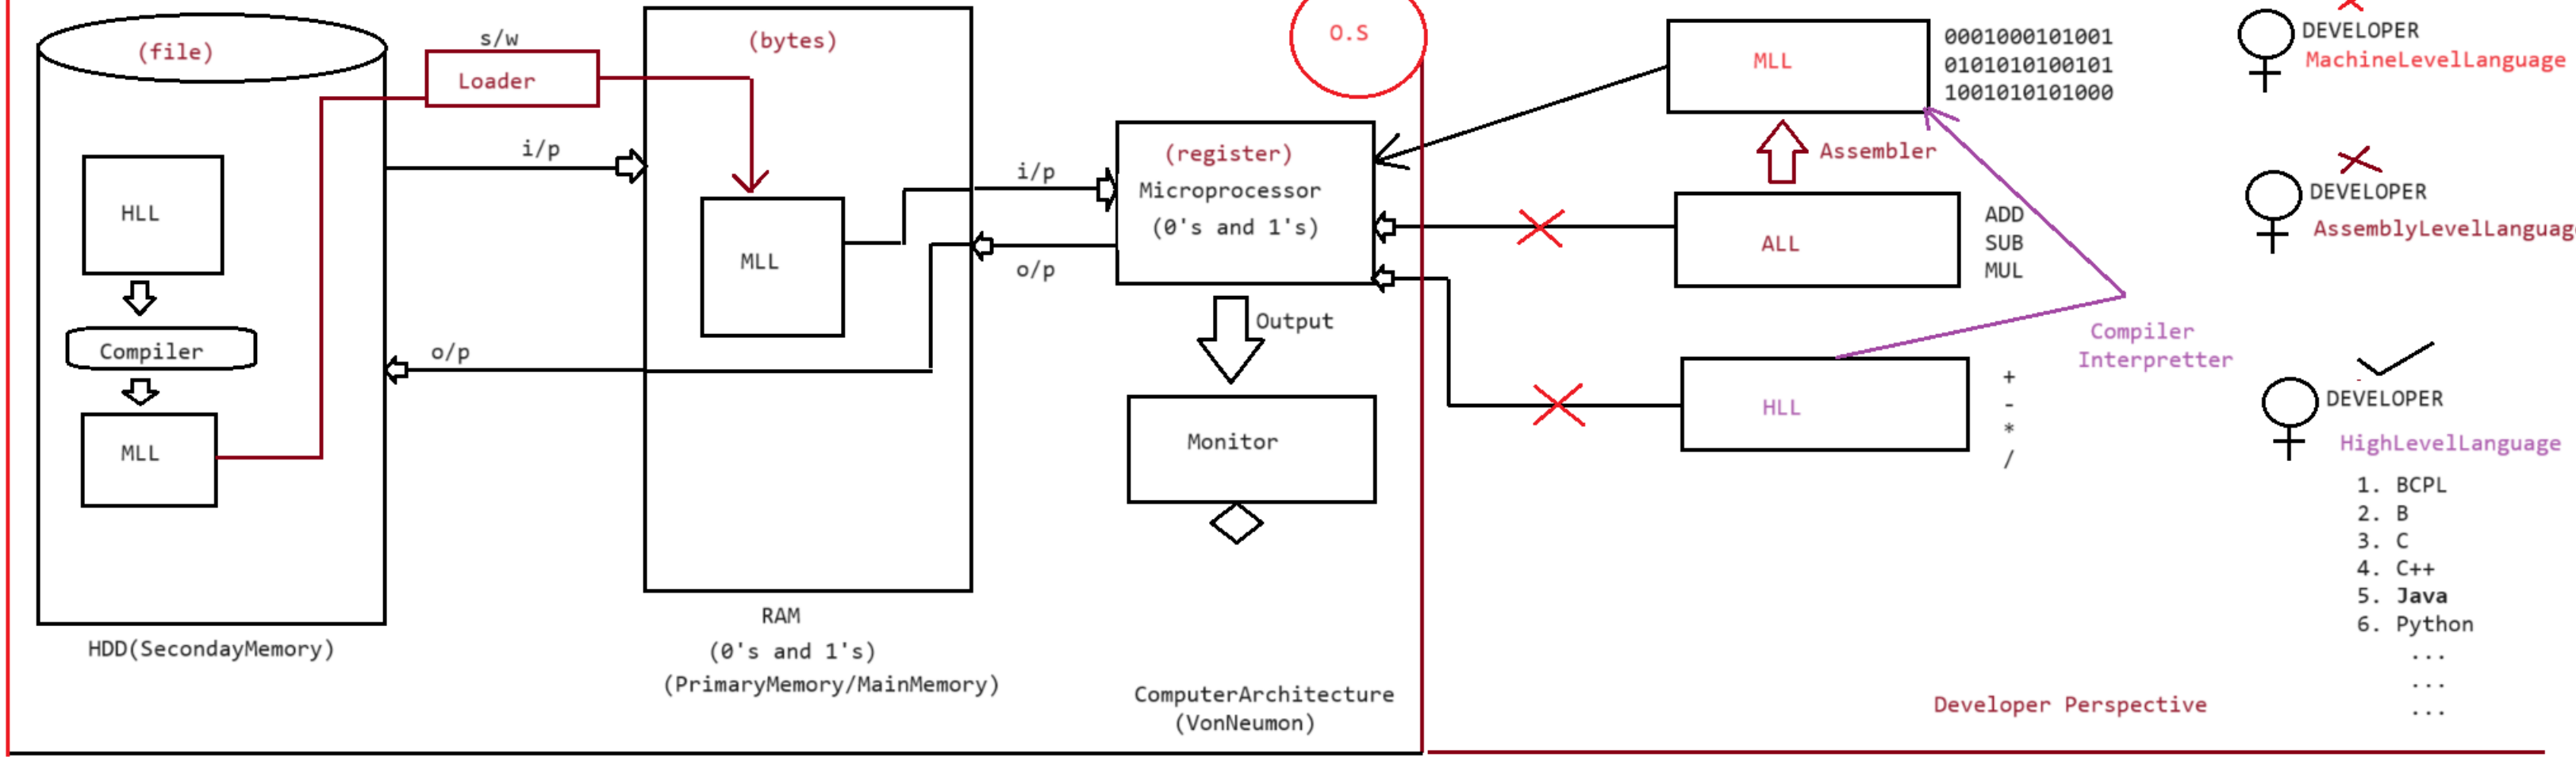 (file)
s/w
Loader
i/p
HLL
Compiler
MLL
o/p
HDD(SecondayMemory)
(bytes)
MLL
RAM
(0's and 1's)
(PrimaryMemory/MainMemory)
i/p
o/p
O.S
(register)
Microprocessor
(0's and 1's)
Output
Monitor
ComputerArchitecture
(VonNeumon)
MLL
0001000101001
0101010100101
1001010101000
Assembler
ALL
ADD
SUB
MUL
Compiler
Interpretter
HLL
+
-
*
/
DEVELOPER
MachineLevelLanguage
DEVELOPER
AssemblyLevelLanguag
DEVELOPER
HighLevelLanguage
1. BCPL
2. B
3. C
4. C++
5. Java
6. Python
...
...
...
Developer Perspective